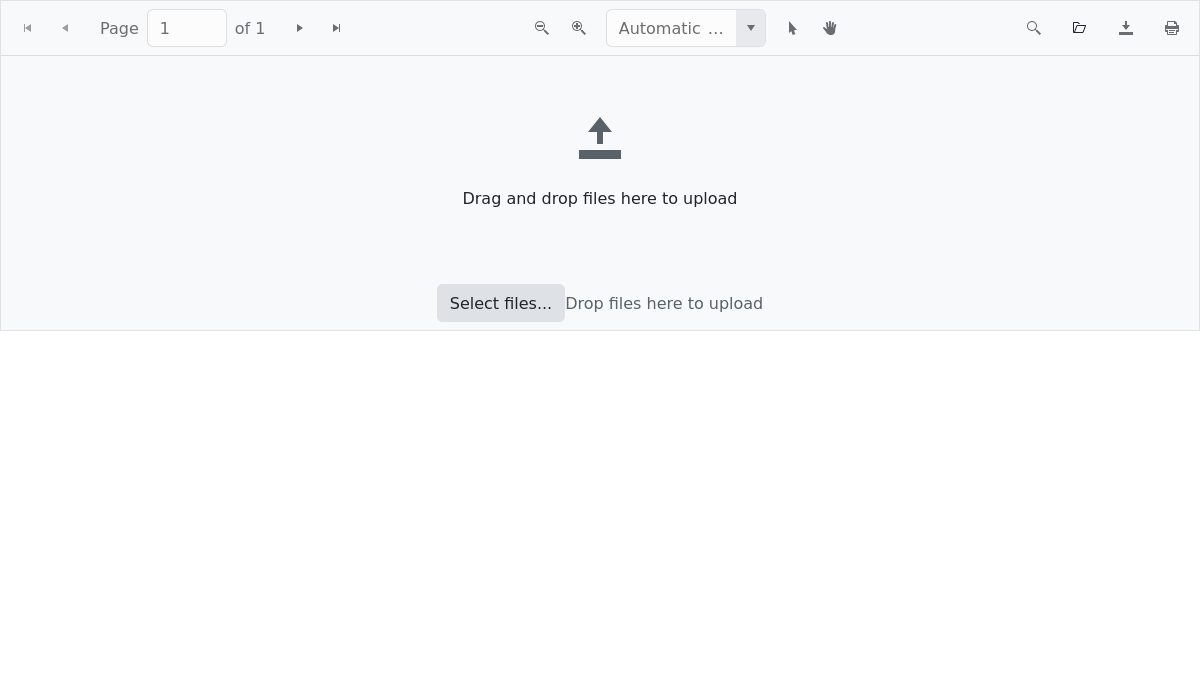 Page 1 of 1 Automatic ...
Drag and drop files here to upload
Select files... Drop files here to upload